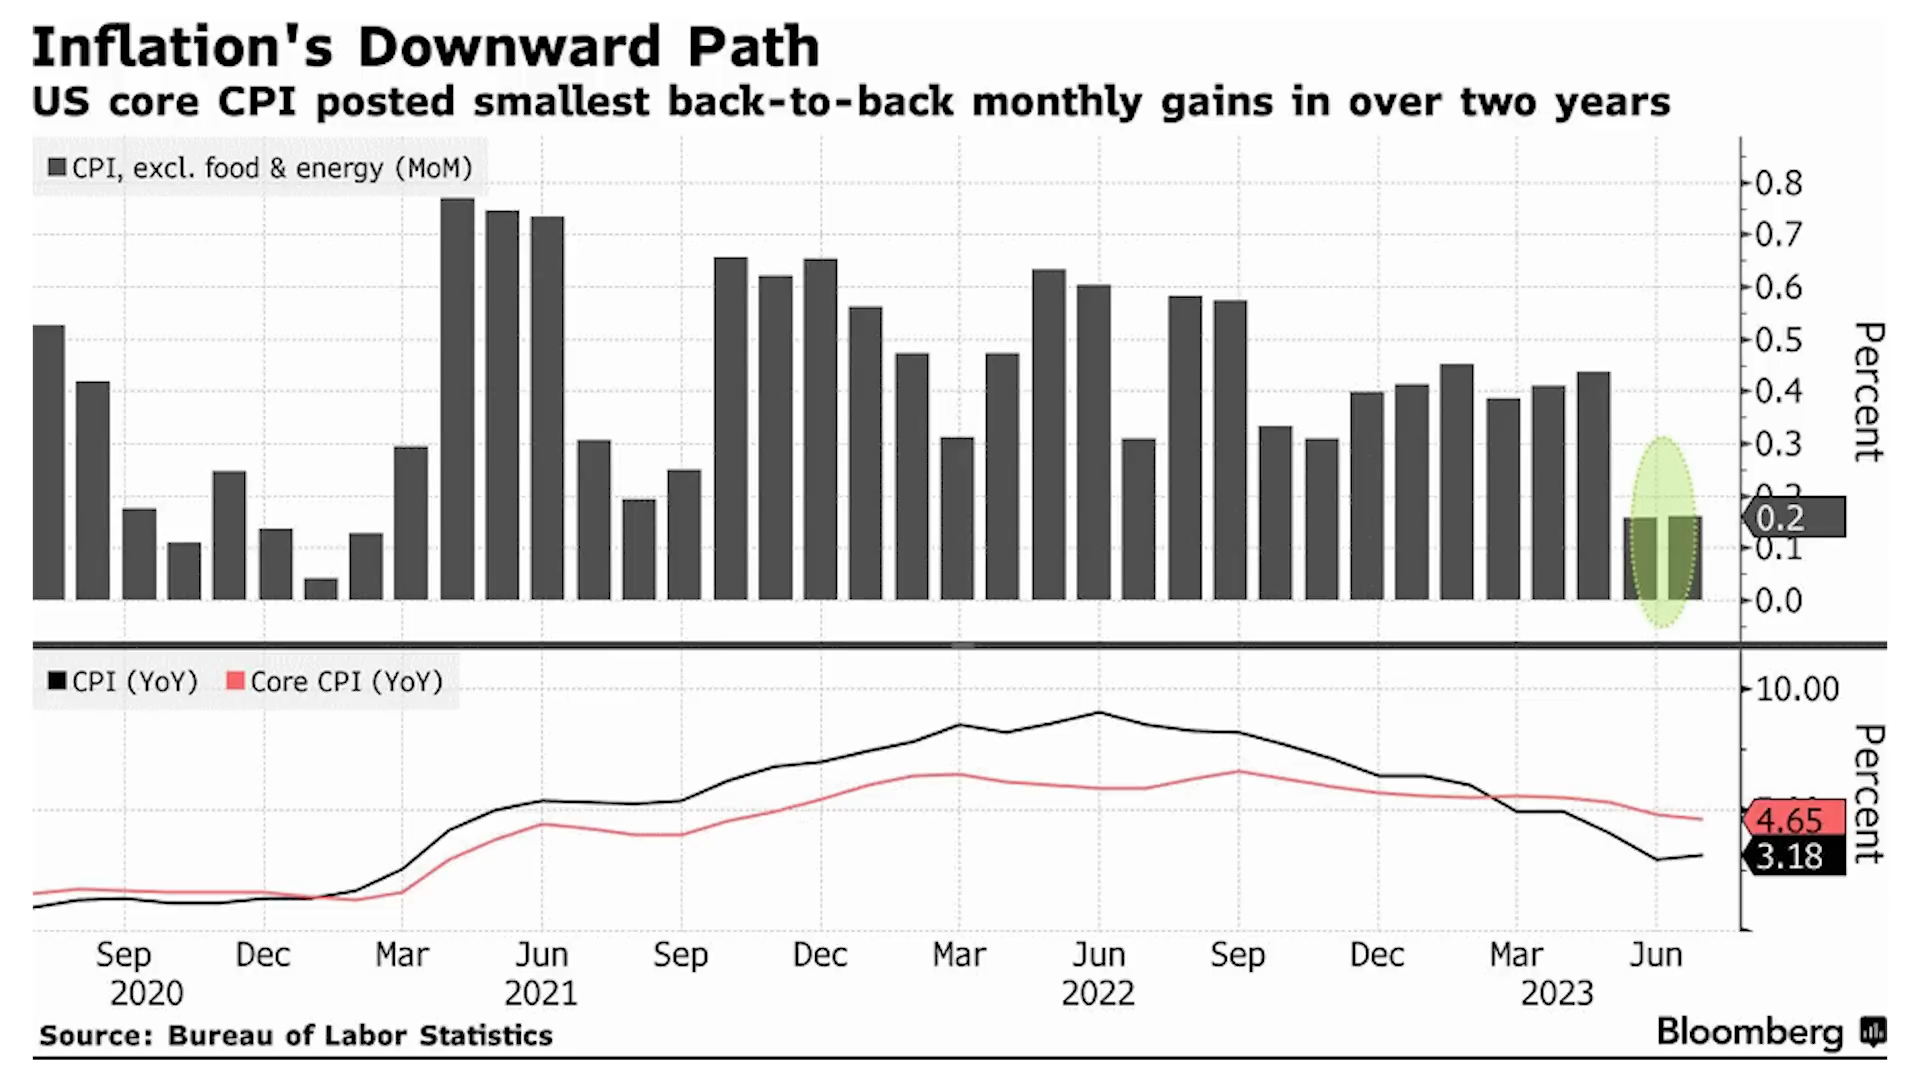 Inflation's Downward Path
US core CPI posted smallest back-to-back monthly gains in over two years
CPI, excl. food & energy (MoM)
0.8
0.7
0.6
0.5
0.4
0.3
0.2
0.2
0.1
0.0
Percent
CPI (YoY) Core CPI (YoY)
10.00
4.65
3.18
Percent
Sep Dec Mar Jun Sep Dec Mar Jun Sep Dec Mar Jun
2020 2021 2022 2023
Source: Bureau of Labor Statistics
Bloomberg